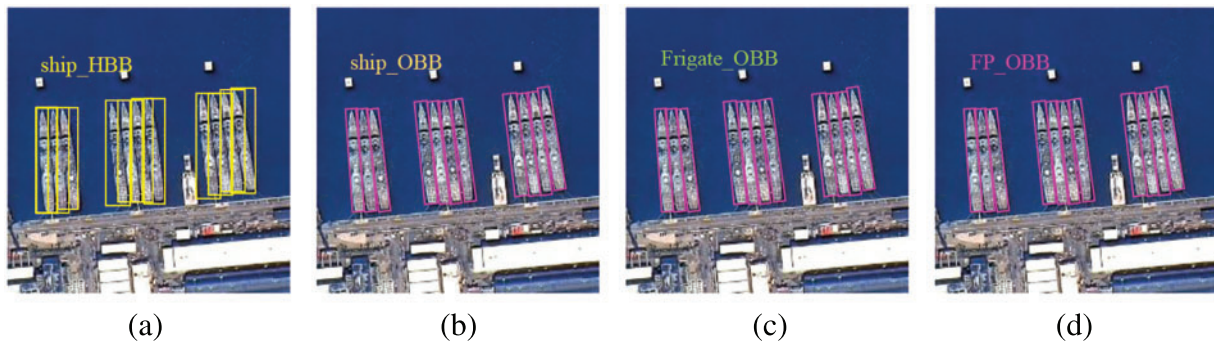 ship_HBB
ship_OBB
Frigate_OBB
FP_OBB
(a)
(b)
(c)
(d)